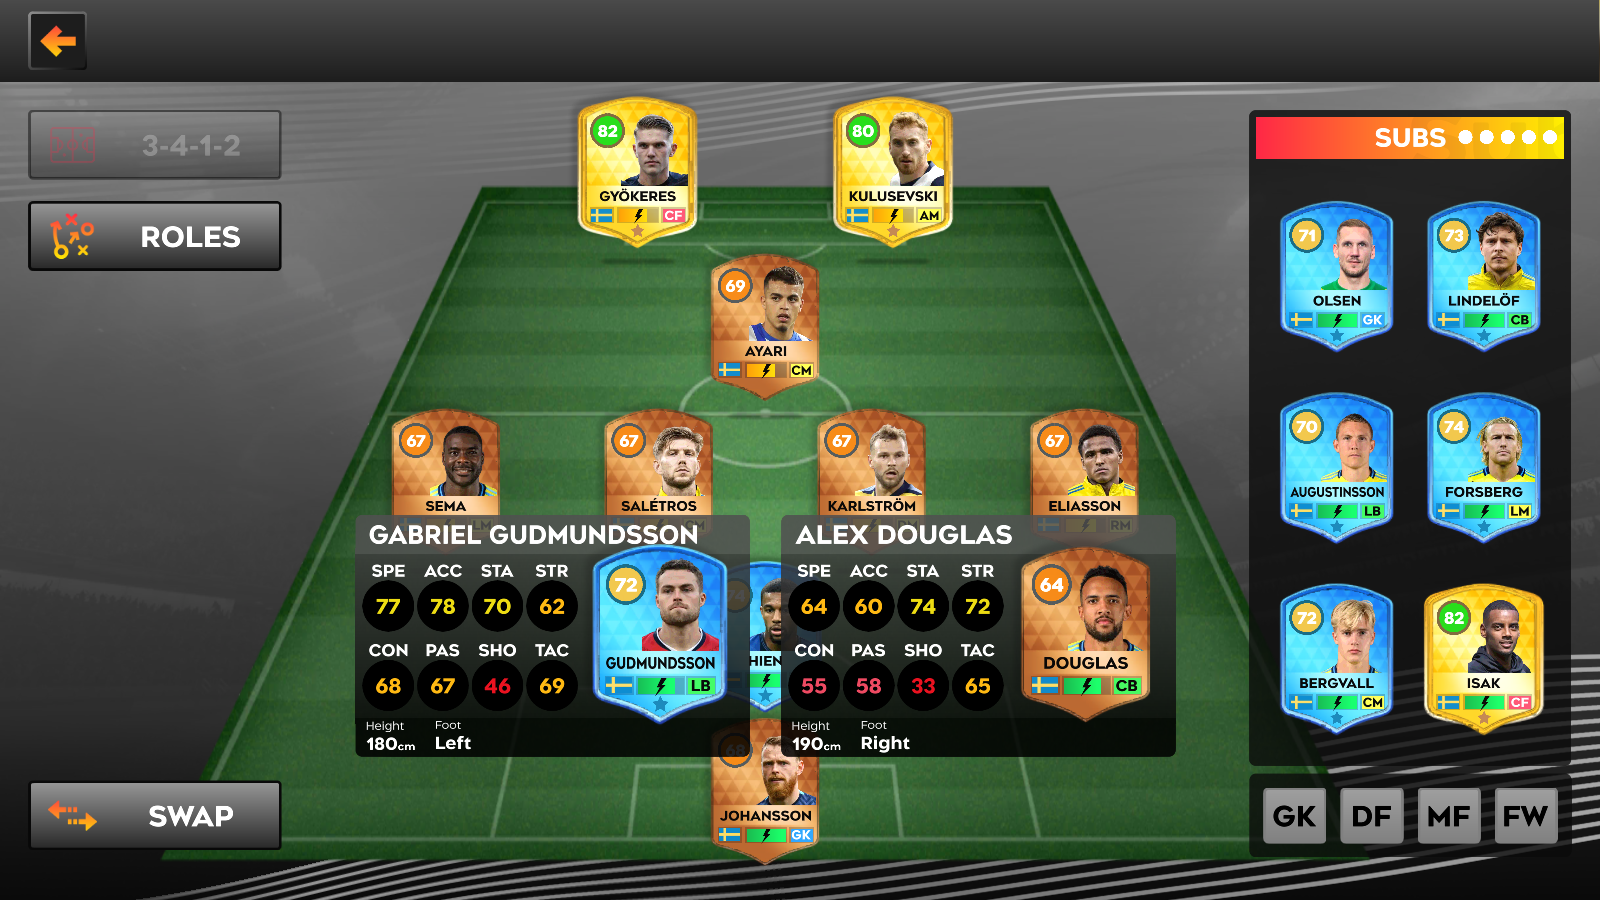 3-4-1-2
ROLES
82
GYÖKERES
CF
80
KULUSEVSKI
AM
69
AYARI
CM
67
SEMA
LM
67
SALÉTROS
CM
67
KARLSTRÖM
67
ELIASSON
RM
GABRIEL GUDMUNDSSON
SPE ACC STA STR
77 78 70 62
CON PAS SHO TAC
68 67 46 69
Height Foot
180cm Left
72
GUDMUNDSSON
LB
74
HIEN
ALEX DOUGLAS
SPE ACC STA STR
64 60 74 72
CON PAS SHO TAC
55 58 33 65
Height Foot
190cm Right
64
DOUGLAS
CB
68
JOHANSSON
GK
SWAP
SUBS
71
OLSEN
GK
73
LINDELÖF
CB
70
AUGUSTINSSON
LB
74
FORSBERG
LM
72
BERGVALL
CM
82
ISAK
CF
GK DF MF FW